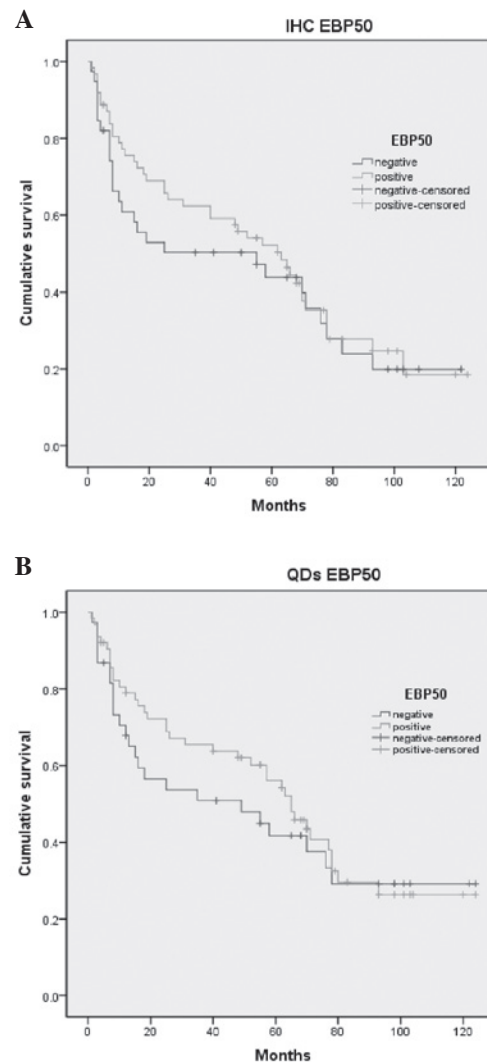 A
IHC EBP50
1.0
0.8
0.6
0.4
0.2
0.0
Cumulative survival
EBP50
negative
positive
negative-censored
positive-censored
0 20 40 60 80 100 120
Months
B
QDs EBP50
1.0
0.8
0.6
0.4
0.2
0.0
Cumulative survival
EBP50
negative
positive
negative-censored
positive-censored
0 20 40 60 80 100 120
Months